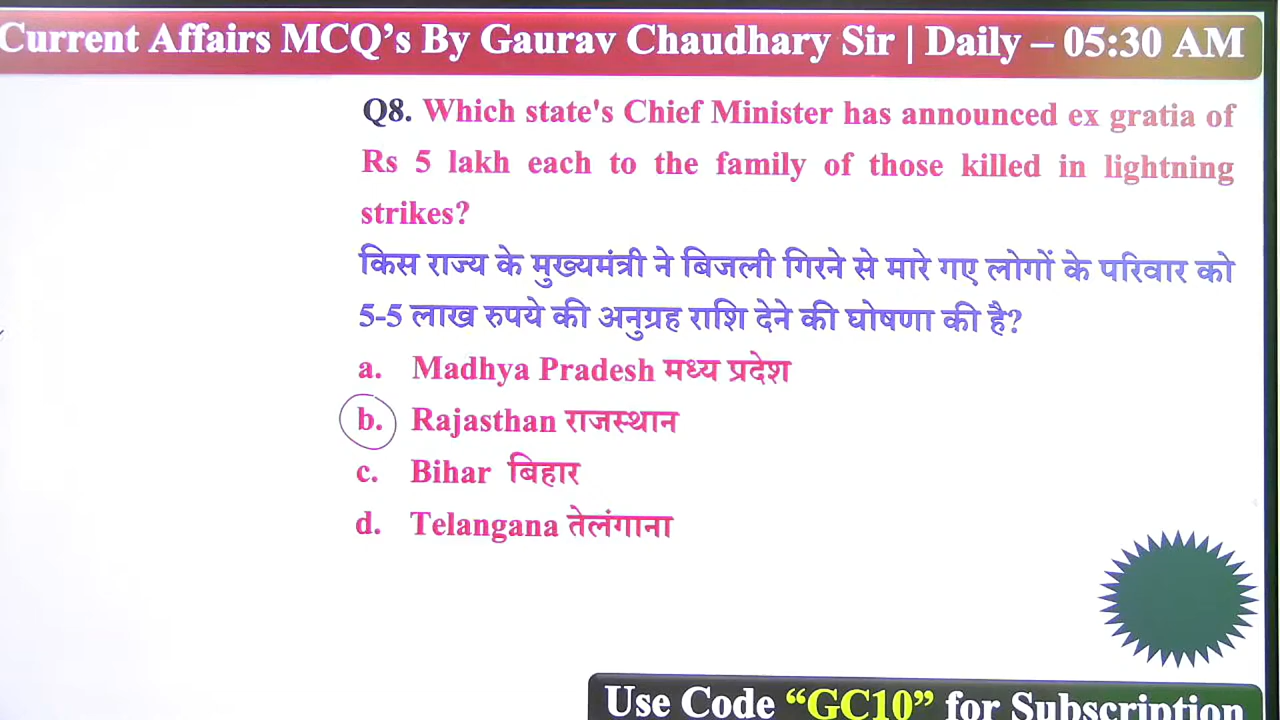 Current Affairs MCQ’s By Gaurav Chaudhary Sir | Daily – 05:30 AM
Q8. Which state's Chief Minister has announced ex gratia of
Rs 5 lakh each to the family of those killed in lightning
strikes?
किस राज्य के मुख्यमंत्री ने बिजली गिरने से मारे गए लोगों के परिवार को
5-5 लाख रुपये की अनुग्रह राशि देने की घोषणा की है?
a. Madhya Pradesh मध्य प्रदेश
b. Rajasthan राजस्थान
c. Bihar बिहार
d. Telangana तेलंगाना
Use Code “GC10” for Subscription